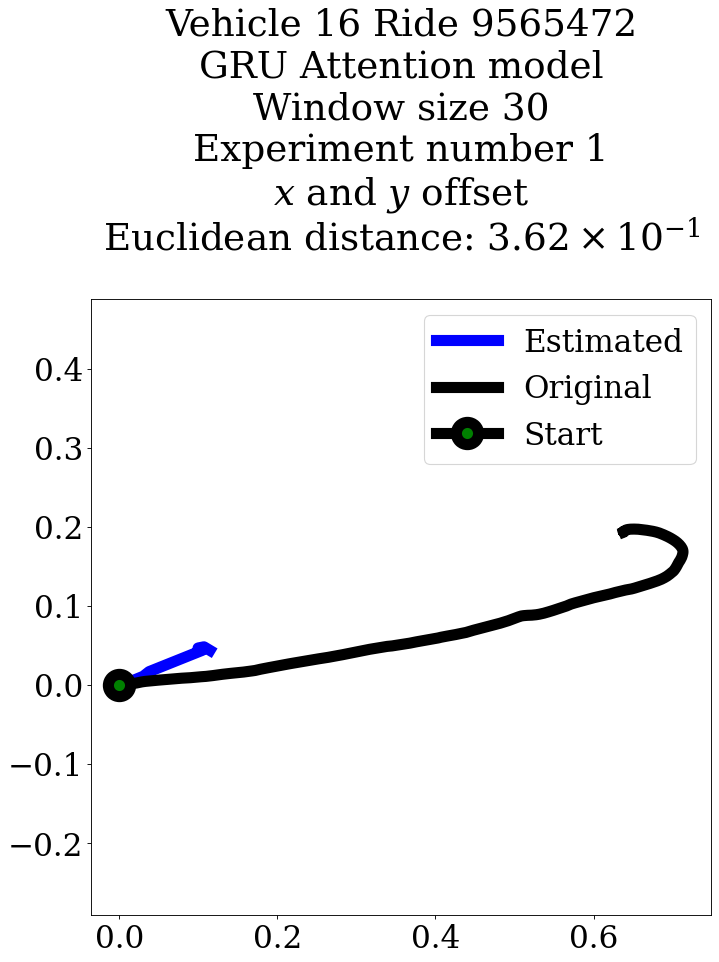 Vehicle 16 Ride 9565472
GRU Attention model
Window size 30
Experiment number 1
x and y offset
Euclidean distance: 3.62 × 10⁻¹
Estimated
Original
Start
0.4
0.3
0.2
0.1
0.0
−0.1
−0.2
0.0 0.2 0.4 0.6